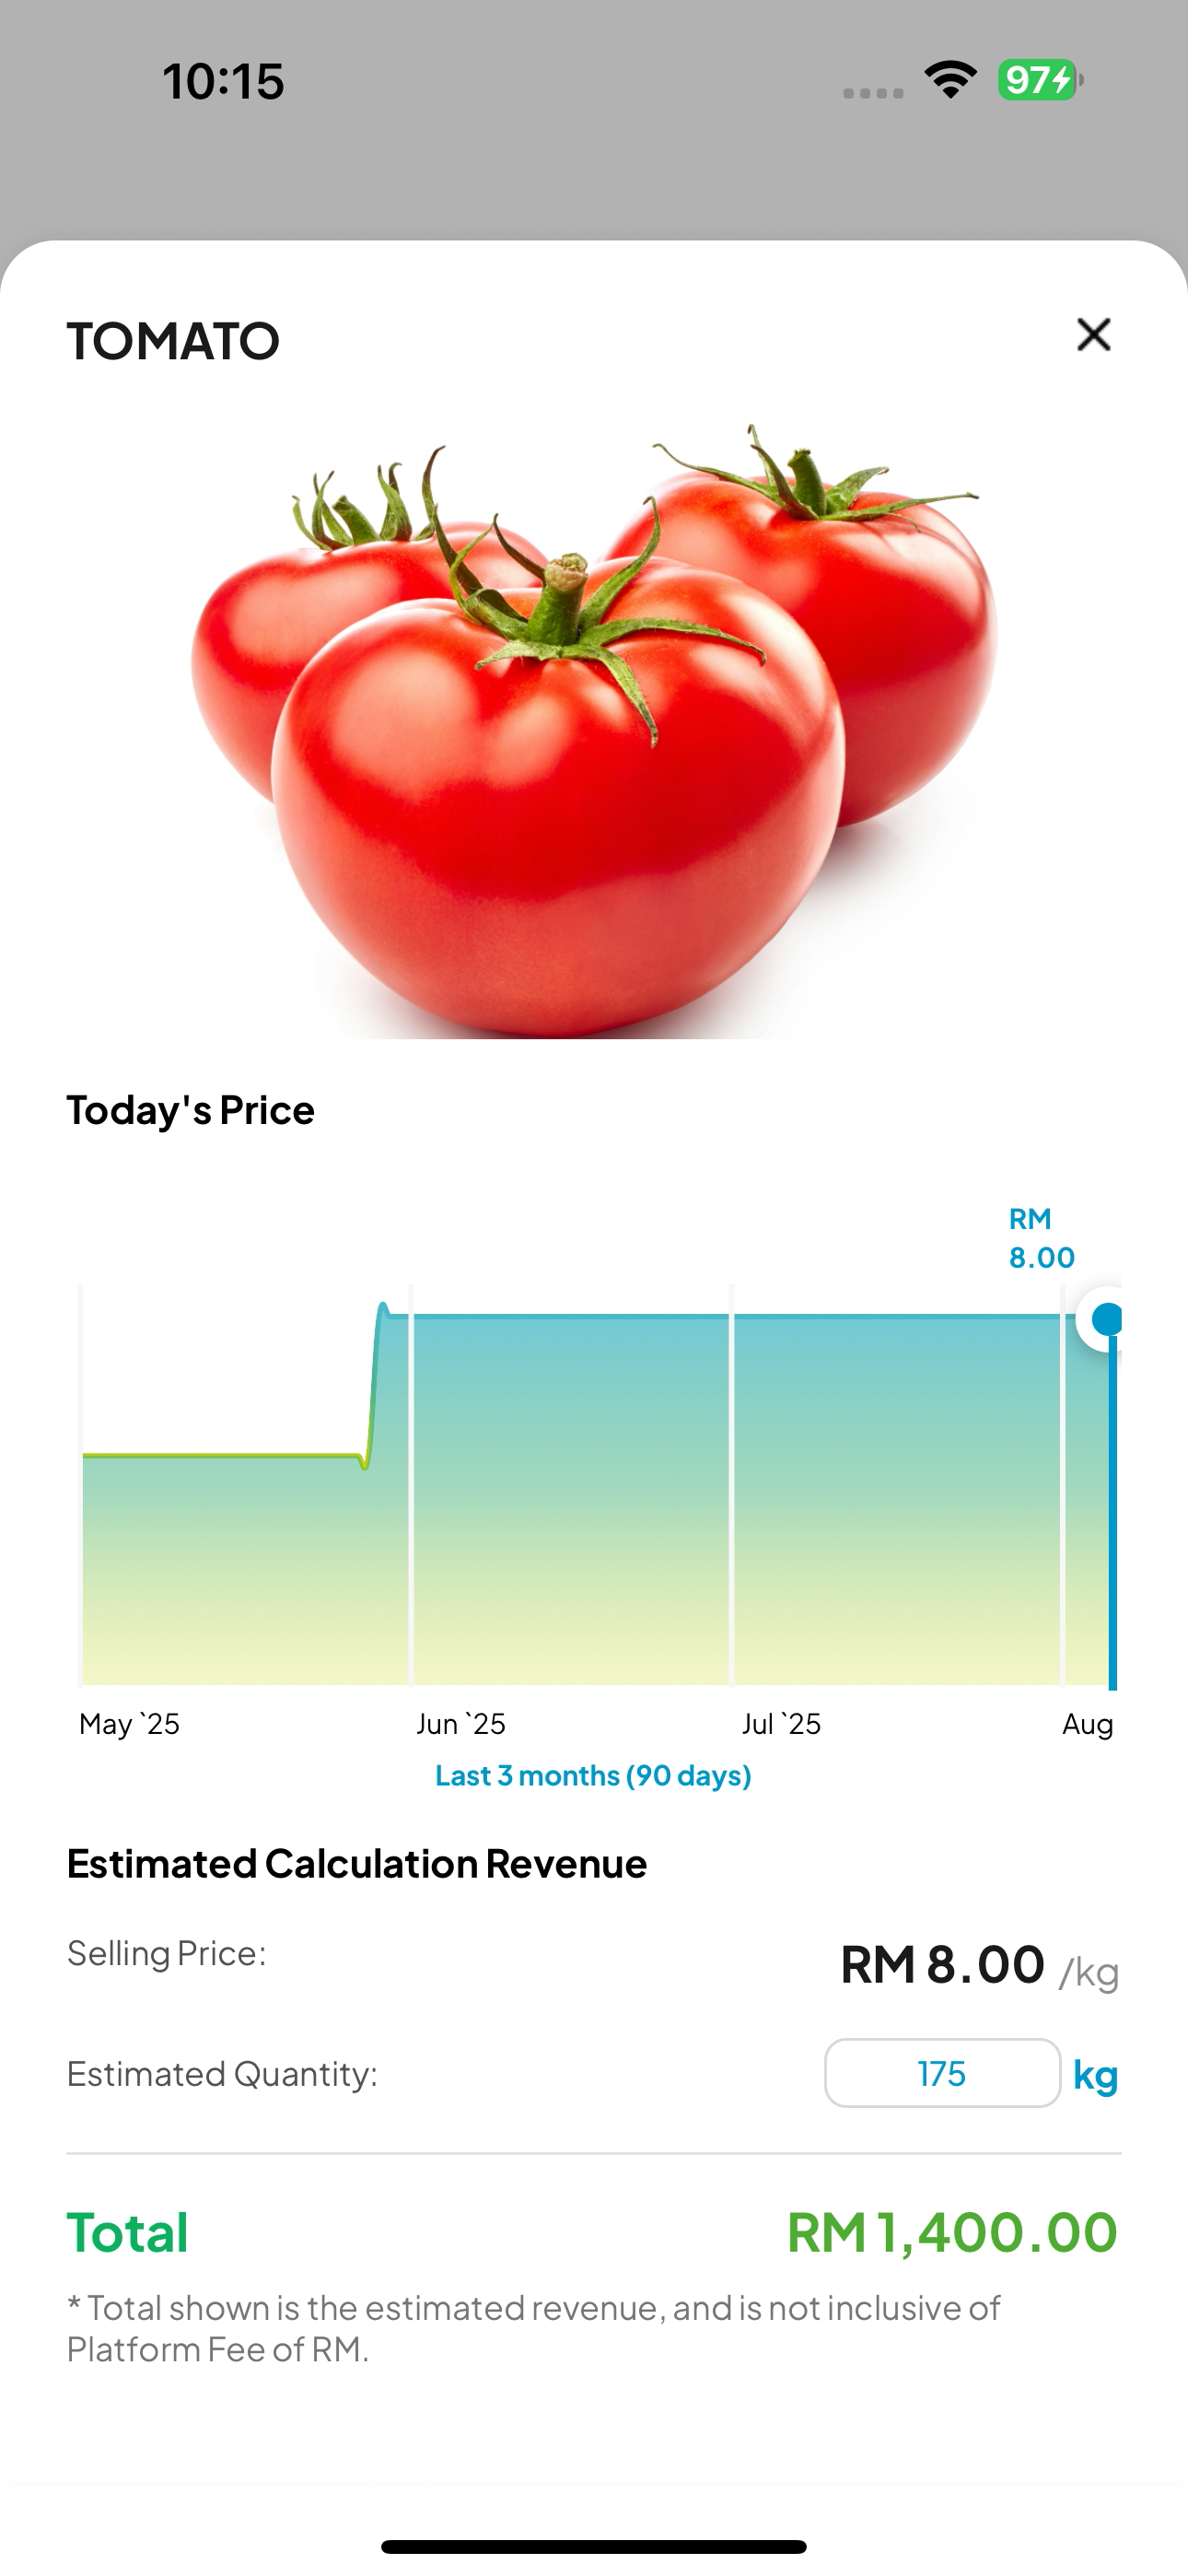 10:15
97
TOMATO
Today's Price
RM
8.00
May `25
Jun `25
Jul `25
Aug
Last 3 months (90 days)
Estimated Calculation Revenue
Selling Price:
RM 8.00 /kg
Estimated Quantity:
175 kg
Total
RM 1,400.00
* Total shown is the estimated revenue, and is not inclusive of
Platform Fee of RM.